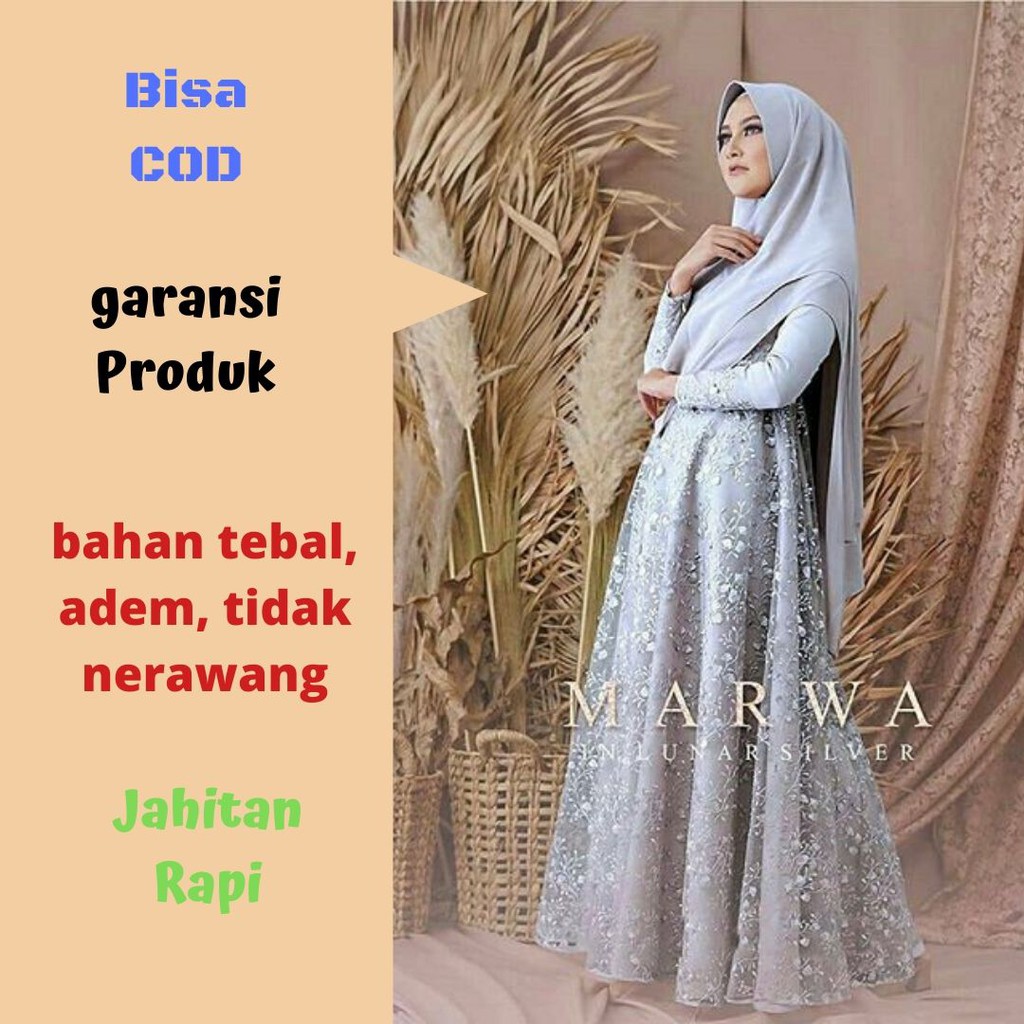 Bisa
COD
garansi
Produk
bahan tebal,
adem, tidak
nerawang
Jahitan
Rapi
MARWA
IN LUNAR SILVER